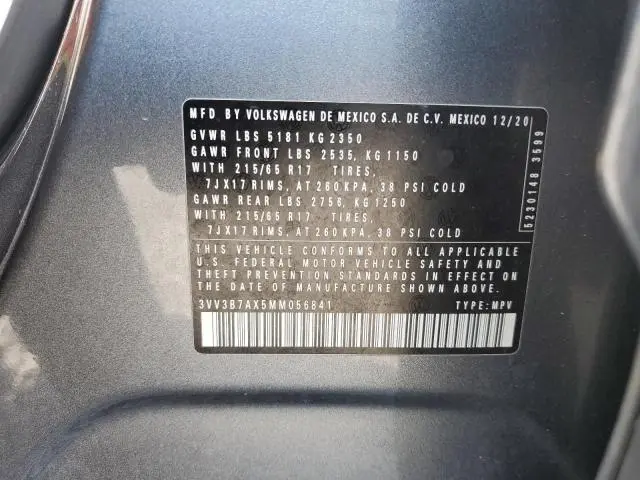 MFD BY VOLKSWAGEN DE MEXICO S.A. DE C.V. MEXICO 12/20
GVWR LBS 5181 KG 2350
GAWR FRONT LBS 2535, KG 1150
WITH 215/65 R17 TIRES,
7JX17 RIMS, AT 260 KPA, 38 PSI COLD
GAWR REAR LBS 2756, KG 1250
WITH 215/65 R17 TIRES,
7JX17 RIMS, AT 260 KPA, 38 PSI COLD
THIS VEHICLE CONFORMS TO ALL APPLICABLE
U.S. FEDERAL MOTOR VEHICLE SAFETY AND
THEFT PREVENTION STANDARDS IN EFFECT ON
THE DATE OF MANUFACTURE SHOWN ABOVE.
3VV3B7AX5MM056841 TYPE: MPV
5230148 3599